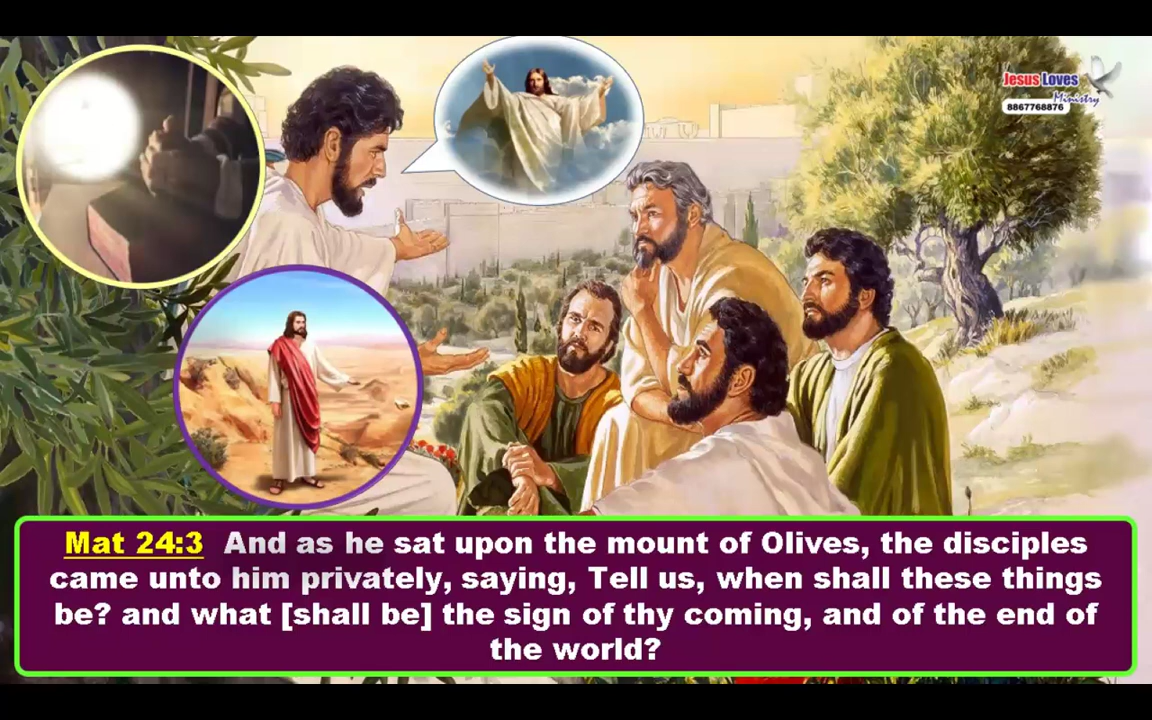 Jesus Loves
Ministry
8867768876
Mat 24:3 And as he sat upon the mount of Olives, the disciples
came unto him privately, saying, Tell us, when shall these things
be? and what [shall be] the sign of thy coming, and of the end of
the world?